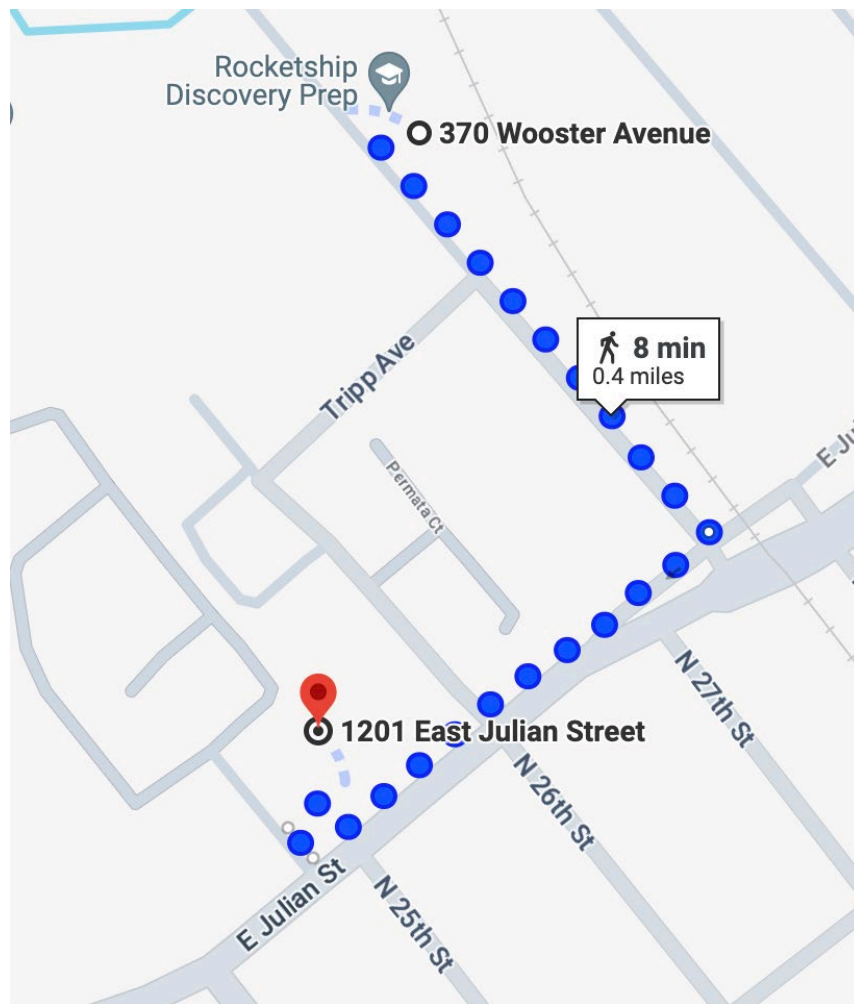 Rocketship
Discovery Prep
370 Wooster Avenue
8 min
0.4 miles
Tripp Ave
E Ju
Permata Ct
N 27th St
1201 East Julian Street
N 26th St
E Julian St
N 25th St